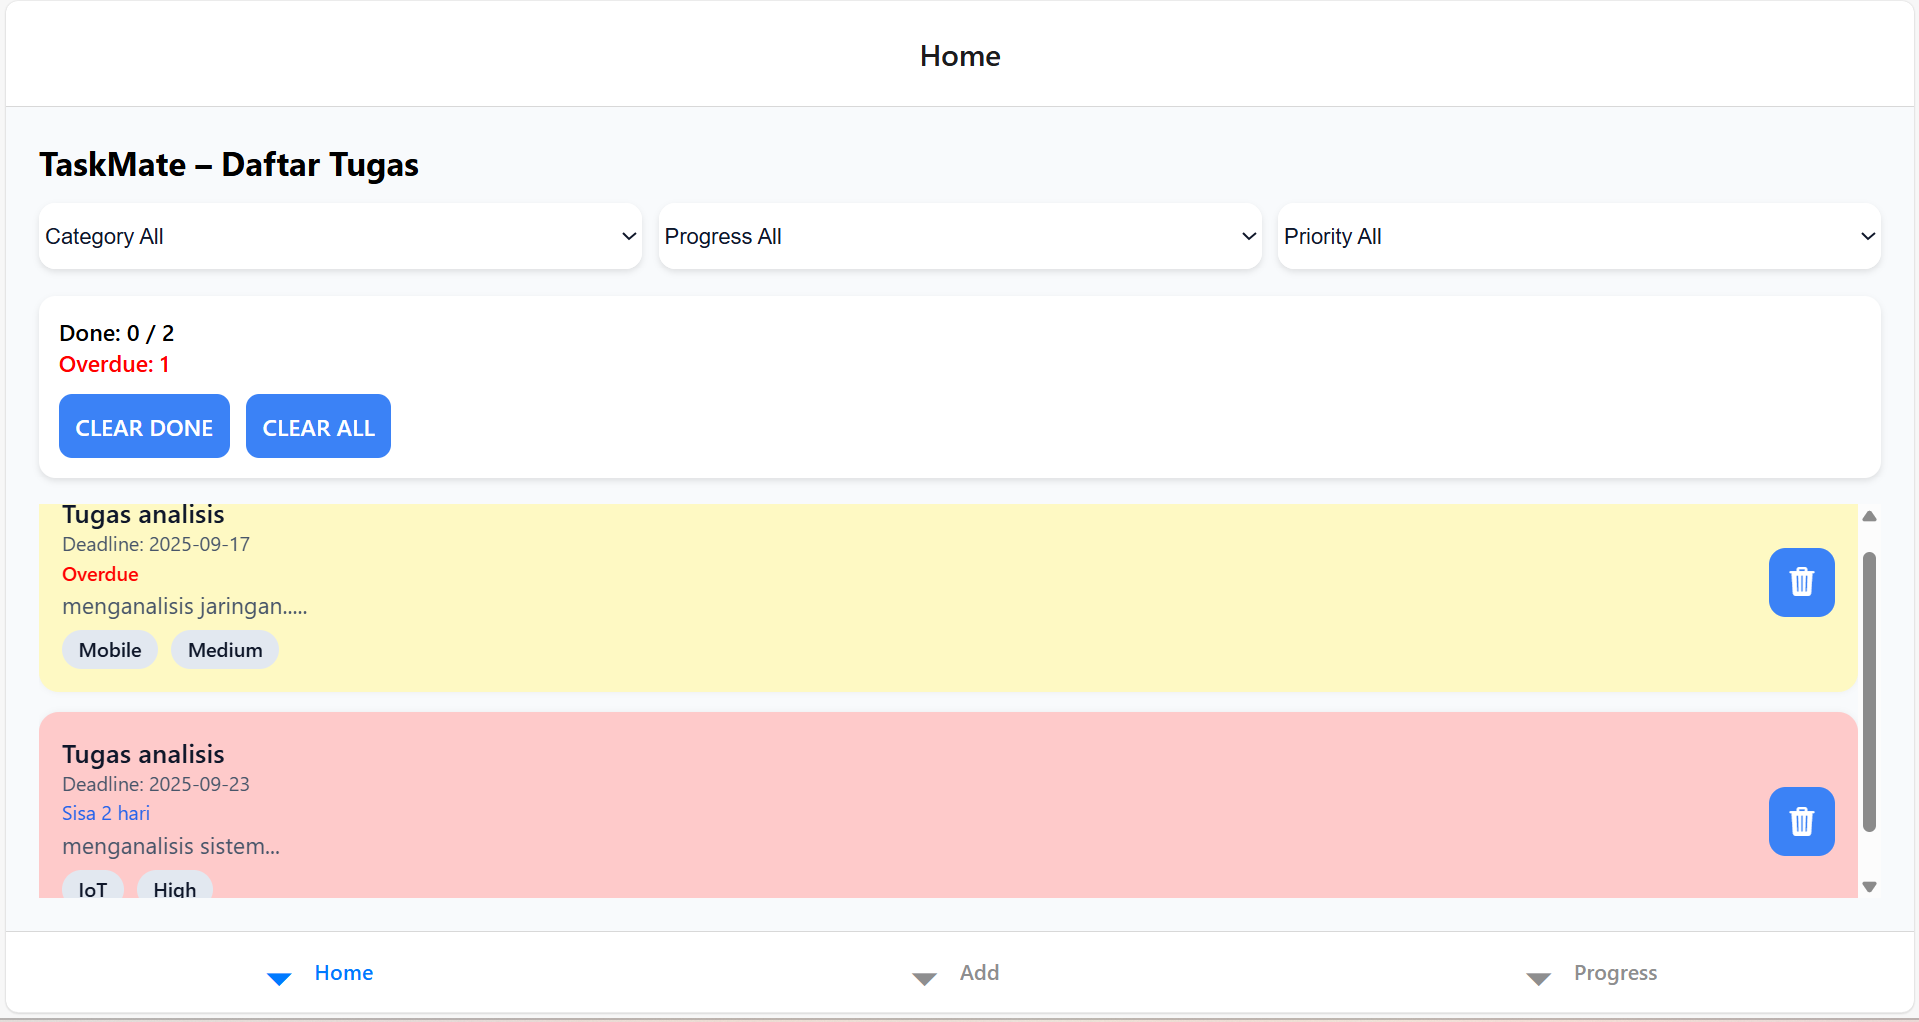 Home
TaskMate – Daftar Tugas
Category All
Progress All
Priority All
Done: 0 / 2
Overdue: 1
CLEAR DONE
CLEAR ALL
Tugas analisis
Deadline: 2025-09-17
Overdue
menganalisis jaringan.....
Mobile
Medium
Tugas analisis
Deadline: 2025-09-23
Sisa 2 hari
menganalisis sistem...
IoT
High
Home
Add
Progress